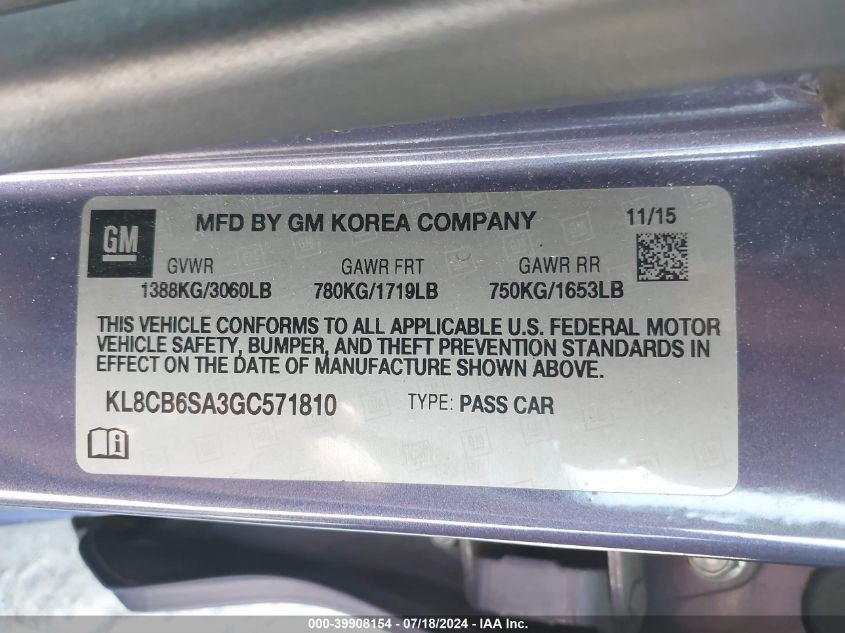 GM
MFD BY GM KOREA COMPANY 11/15
GVWR GAWR FRT GAWR RR
1388KG/3060LB 780KG/1719LB 750KG/1653LB
THIS VEHICLE CONFORMS TO ALL APPLICABLE U.S. FEDERAL MOTOR
VEHICLE SAFETY, BUMPER, AND THEFT PREVENTION STANDARDS IN
EFFECT ON THE DATE OF MANUFACTURE SHOWN ABOVE.
KL8CB6SA3GC571810 TYPE: PASS CAR
000-39908154 - 07/18/2024 - IAA Inc.